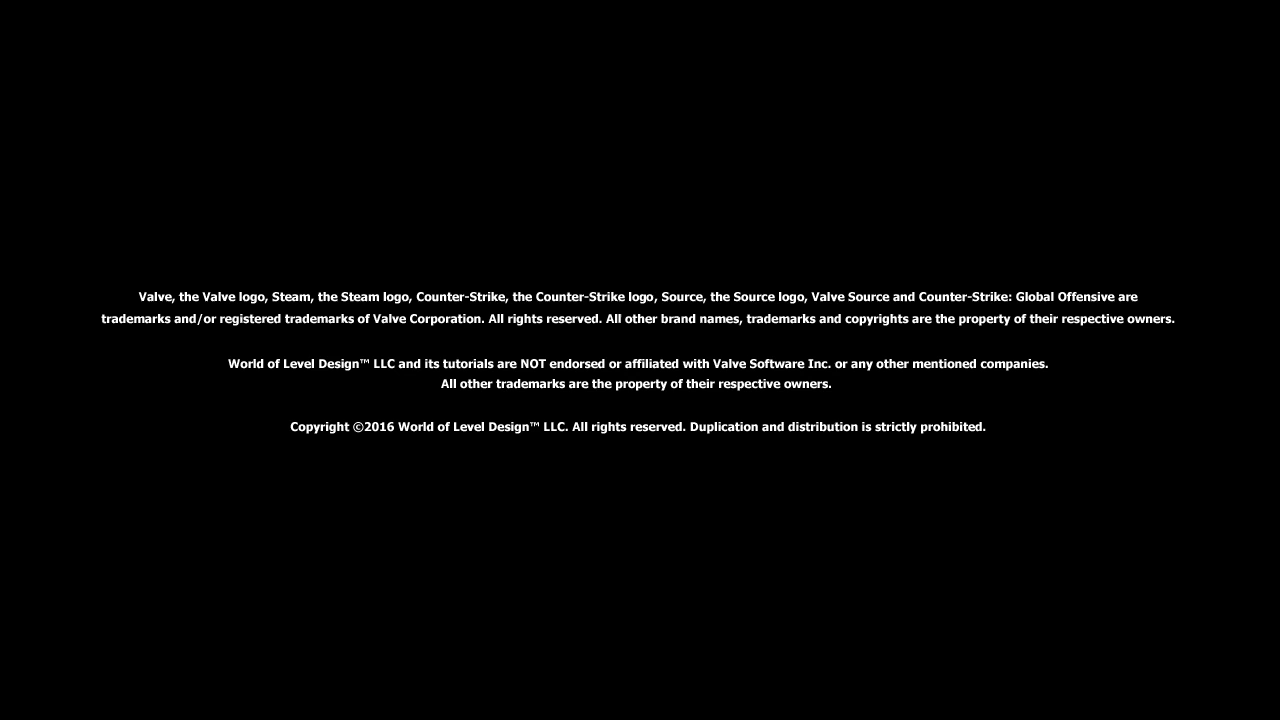 Valve, the Valve logo, Steam, the Steam logo, Counter-Strike, the Counter-Strike logo, Source, the Source logo, Valve Source and Counter-Strike: Global Offensive are
trademarks and/or registered trademarks of Valve Corporation. All rights reserved. All other brand names, trademarks and copyrights are the property of their respective owners.
World of Level Design™ LLC and its tutorials are NOT endorsed or affiliated with Valve Software Inc. or any other mentioned companies.
All other trademarks are the property of their respective owners.
Copyright ©2016 World of Level Design™ LLC. All rights reserved. Duplication and distribution is strictly prohibited.